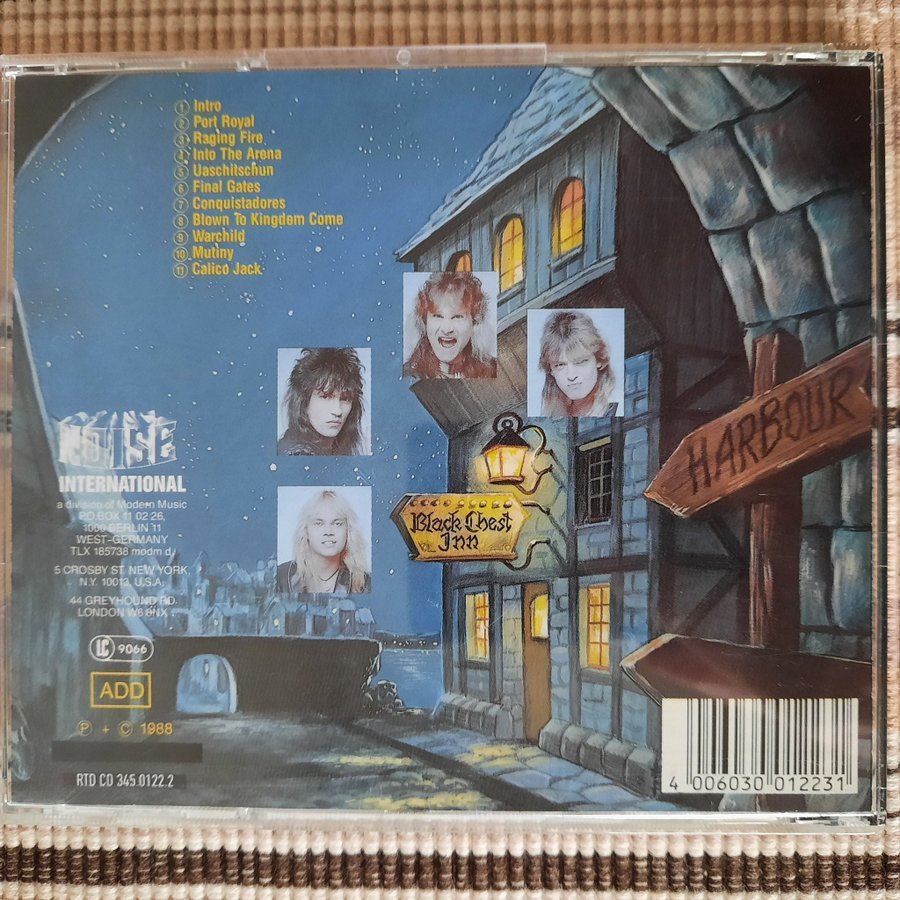 1 Intro
2 Port Royal
3 Raging Fire
4 Into The Arena
5 Uaschitschun
6 Final Gates
7 Conquistadores
8 Blown To Kingdom Come
9 Warchild
10 Mutiny
11 Calico Jack
HARBOUR
Black Chest
Inn
NOISE
INTERNATIONAL
a division of Modern Music
P.O.BOX 11 02 26,
1000 BERLIN 11
WEST-GERMANY
TLX 185738 modm d,
5 CROSBY ST. NEW YORK,
N.Y. 10013, U.S.A.
44 GREYHOUND RD.
LONDON W6 8NX
LC 9066
ADD
Ⓟ + © 1988
RTD CD 345.0122.2
4 006030 012231